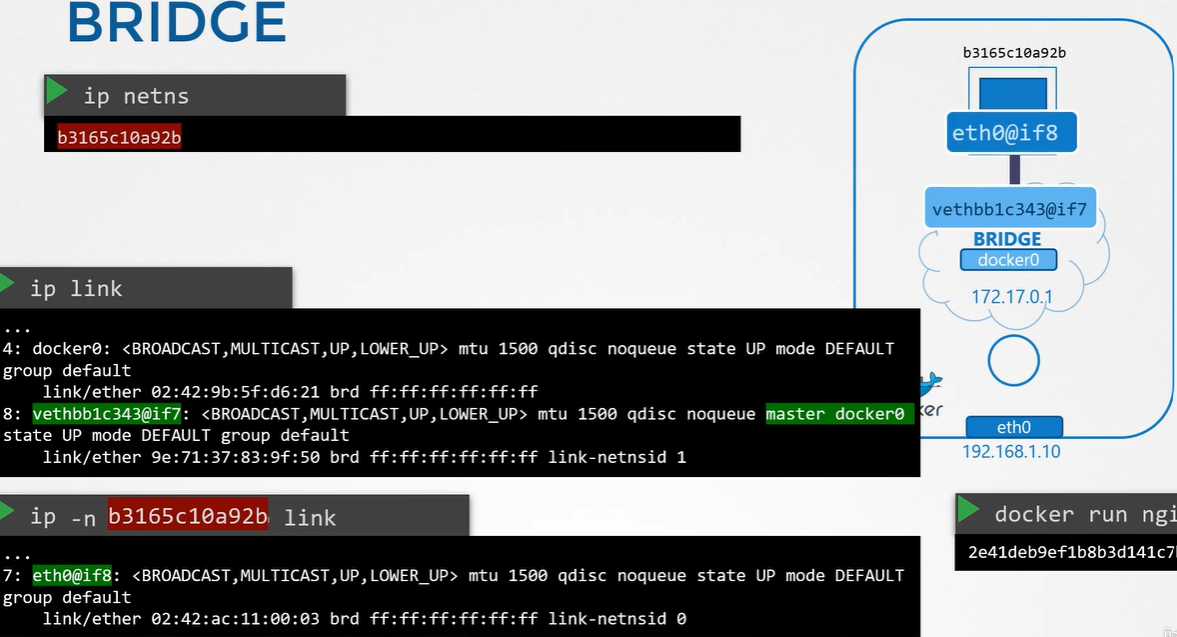 BRIDGE
ip netns
b3165c10a92b
b3165c10a92b
eth0@if8
vethbb1c343@if7
BRIDGE
docker0
172.17.0.1
eth0
192.168.1.10
ip link
...
4: docker0: <BROADCAST,MULTICAST,UP,LOWER_UP> mtu 1500 qdisc noqueue state UP mode DEFAULT
group default
link/ether 02:42:9b:5f:d6:21 brd ff:ff:ff:ff:ff:ff
8: vethbb1c343@if7: <BROADCAST,MULTICAST,UP,LOWER_UP> mtu 1500 qdisc noqueue master docker0
state UP mode DEFAULT group default
link/ether 9e:71:37:83:9f:50 brd ff:ff:ff:ff:ff:ff link-netnsid 1
ip -n b3165c10a92b link
...
7: eth0@if8: <BROADCAST,MULTICAST,UP,LOWER_UP> mtu 1500 qdisc noqueue state UP mode DEFAULT
group default
link/ether 02:42:ac:11:00:03 brd ff:ff:ff:ff:ff:ff link-netnsid 0
docker run ngi
2e41deb9ef1b8b3d141c7